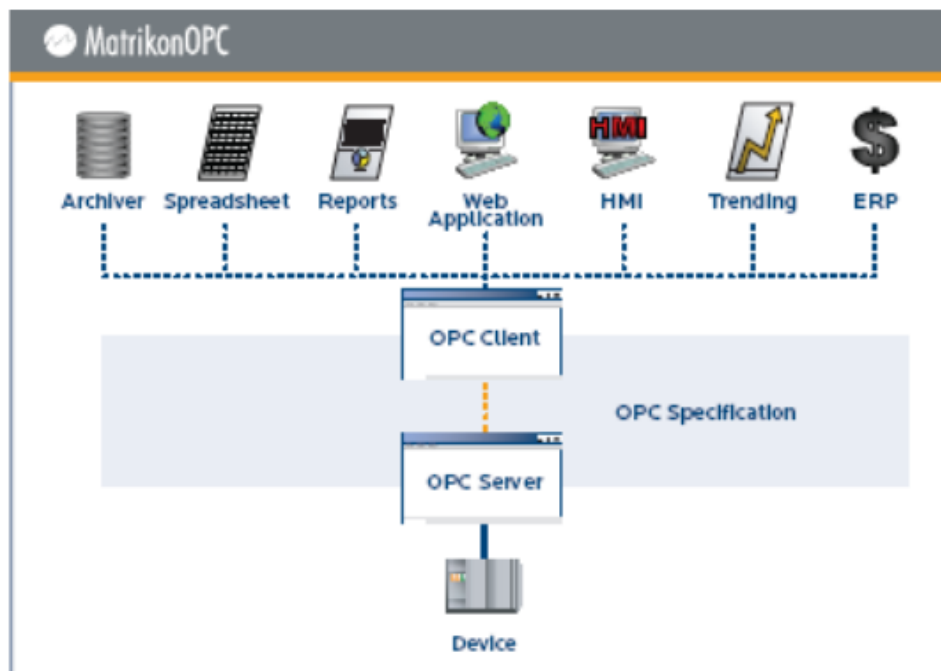 MatrikonOPC
HMI
Archiver Spreadsheet Reports Web Application HMI Trending ERP
OPC Client
OPC Specification
OPC Server
Device